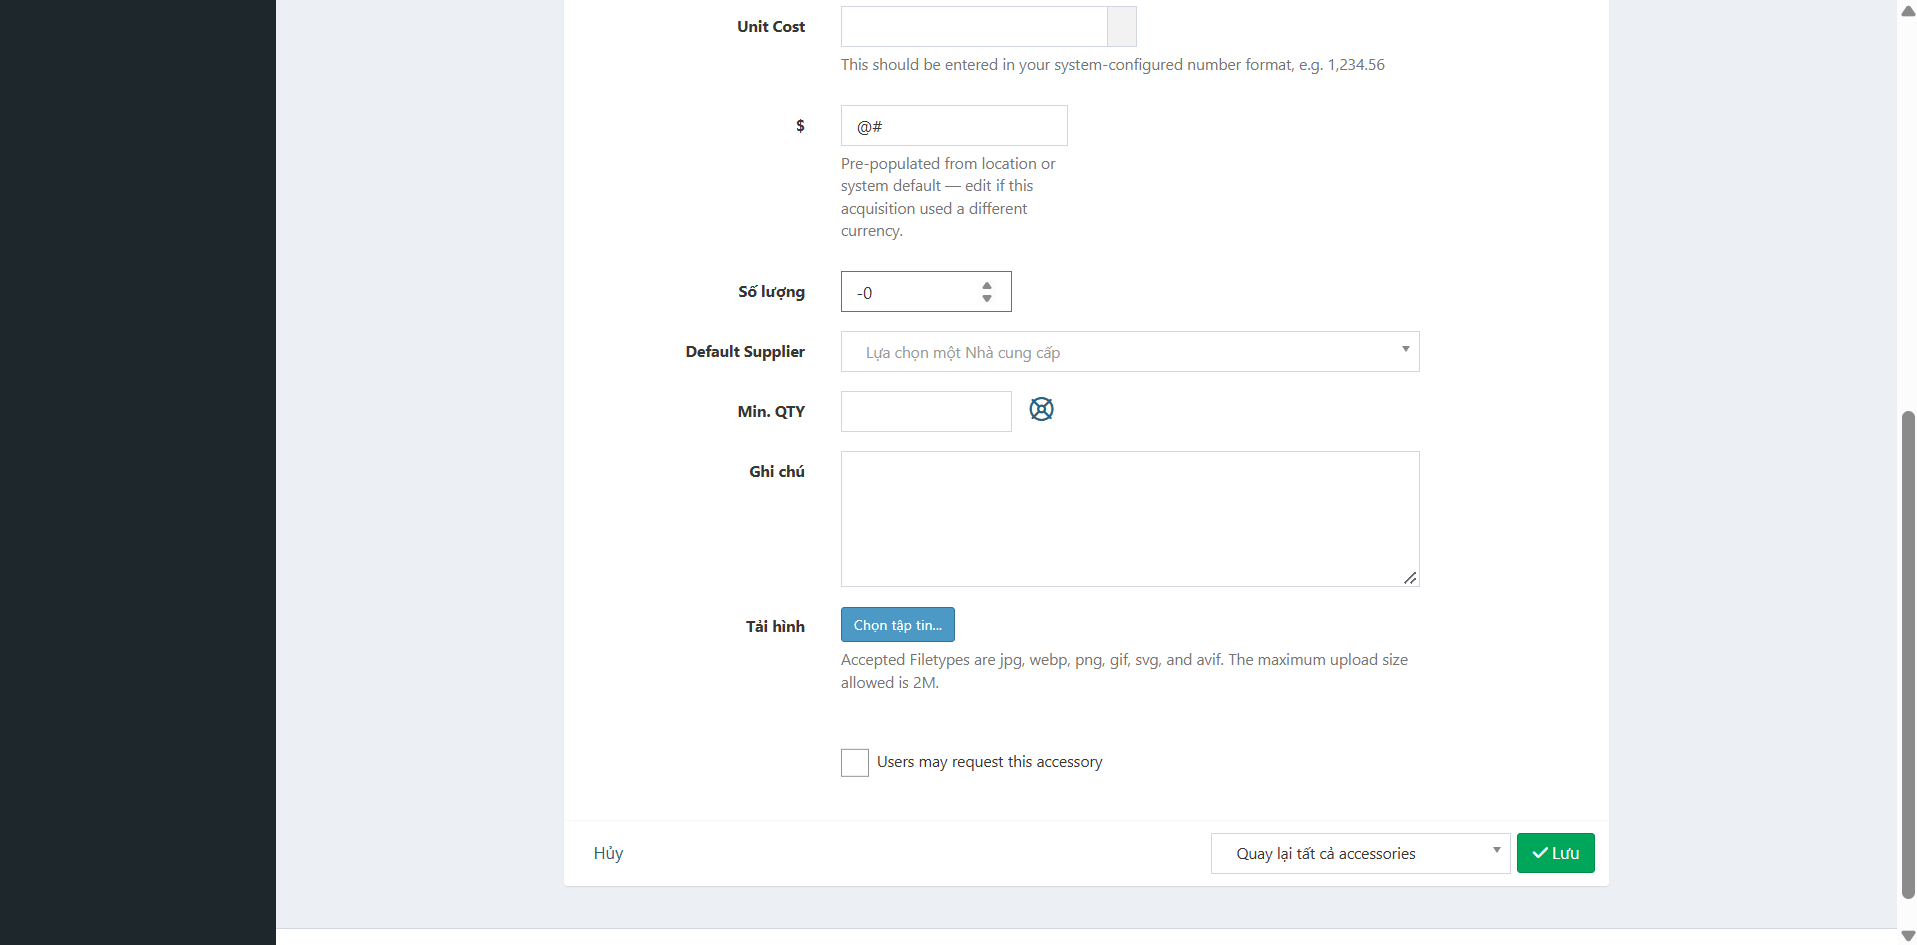 Unit Cost
This should be entered in your system-configured number format, e.g. 1,234.56
$
@#
Pre-populated from location or
system default — edit if this
acquisition used a different
currency.
Số lượng
-0
Default Supplier
Lựa chọn một Nhà cung cấp
Min. QTY
Ghi chú
Tải hình
Chọn tập tin...
Accepted Filetypes are jpg, webp, png, gif, svg, and avif. The maximum upload size
allowed is 2M.
Users may request this accessory
Hủy
Quay lại tất cả accessories
Lưu